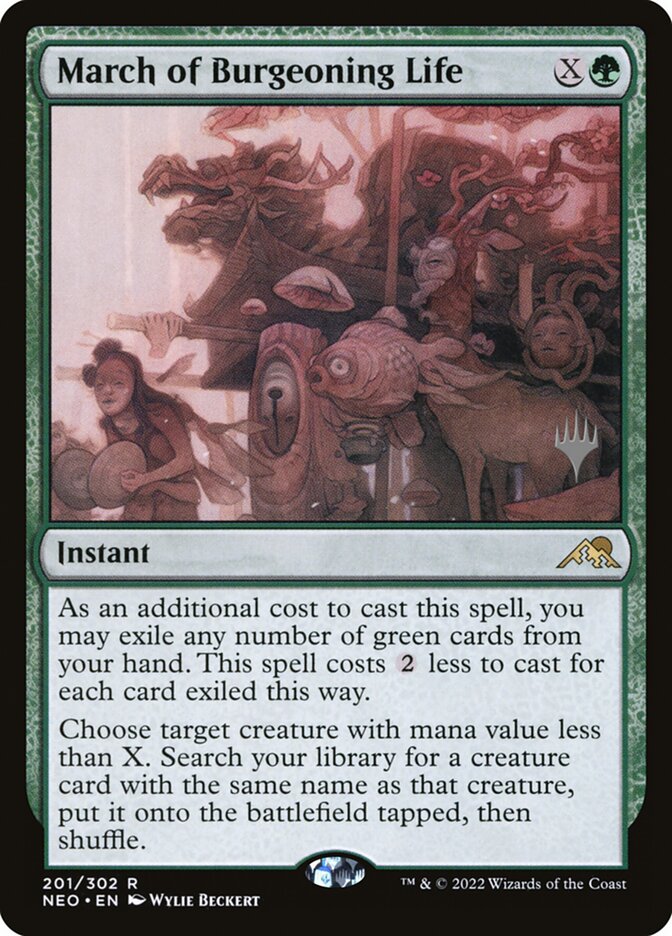 March of Burgeoning Life X
Instant
As an additional cost to cast this spell, you
may exile any number of green cards from
your hand. This spell costs 2 less to cast for
each card exiled this way.
Choose target creature with mana value less
than X. Search your library for a creature
card with the same name as that creature,
put it onto the battlefield tapped, then
shuffle.
201/302 R
NEO • EN Wylie Beckert
™ & © 2022 Wizards of the Coast